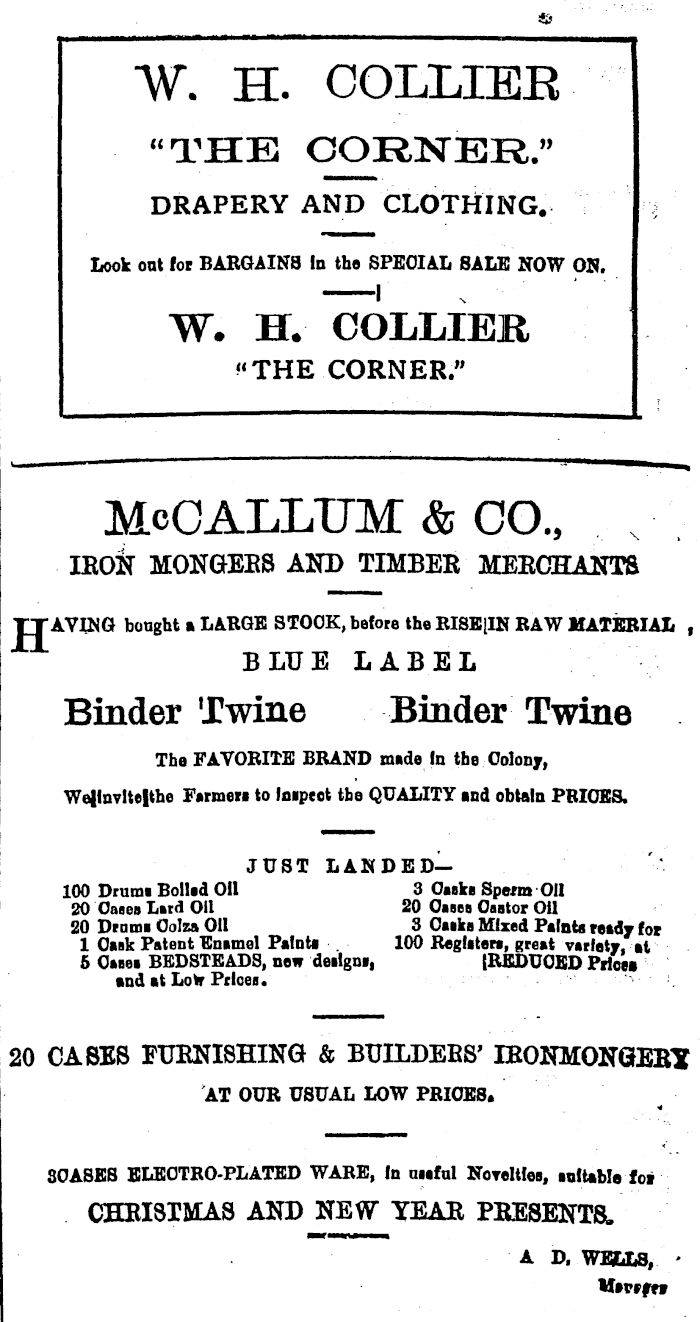 W. H. COLLIER
"THE CORNER."
DRAPERY AND CLOTHING.
Look out for BARGAINS in the SPECIAL SALE NOW ON.
W. H. COLLIER
"THE CORNER."
McCALLUM & CO.,
IRON MONGERS AND TIMBER MERCHANTS
HAVING bought a LARGE STOCK, before the RISE IN RAW MATERIAL,
BLUE LABEL
Binder Twine Binder Twine
The FAVORITE BRAND made in the Colony,
We invite the Farmers to inspect the QUALITY and obtain PRICES.
JUST LANDED—
100 Drums Boiled Oil
20 Cases Lard Oil
20 Drums Colza Oil
1 Cask Patent Enamel Paints
5 Cases BEDSTEADS, new designs,
and at Low Prices.
3 Casks Sperm Oil
20 Cases Castor Oil
3 Casks Mixed Paints ready for
100 Registers, great variety, at
[REDUCED Prices
20 CASES FURNISHING & BUILDERS' IRONMONGERY
AT OUR USUAL LOW PRICES.
3CASES ELECTRO-PLATED WARE, in useful Novelties, suitable for
CHRISTMAS AND NEW YEAR PRESENTS.
A D. WELLS,
Manager